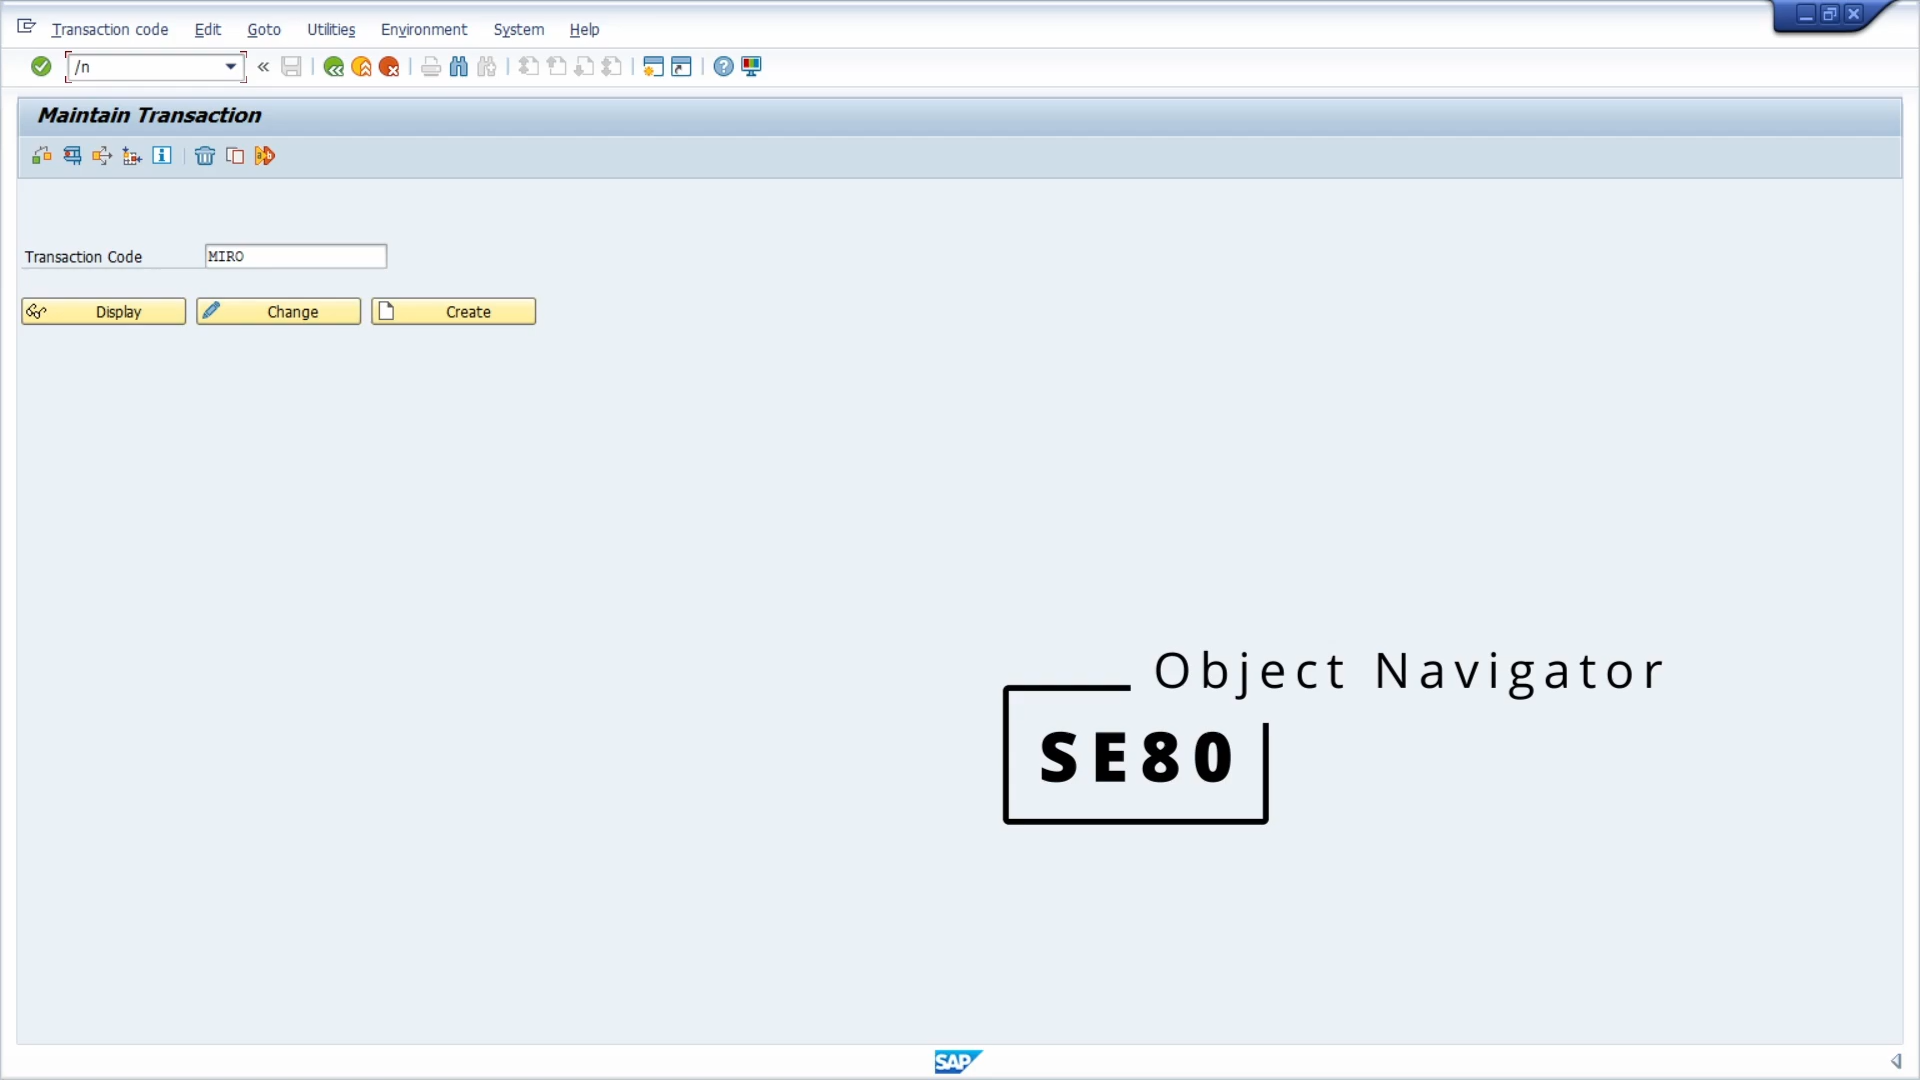 Transaction code Edit Goto Utilities Environment System Help
/n
Maintain Transaction
Transaction Code MIRO
Display Change Create
Object Navigator
SE80
SAP